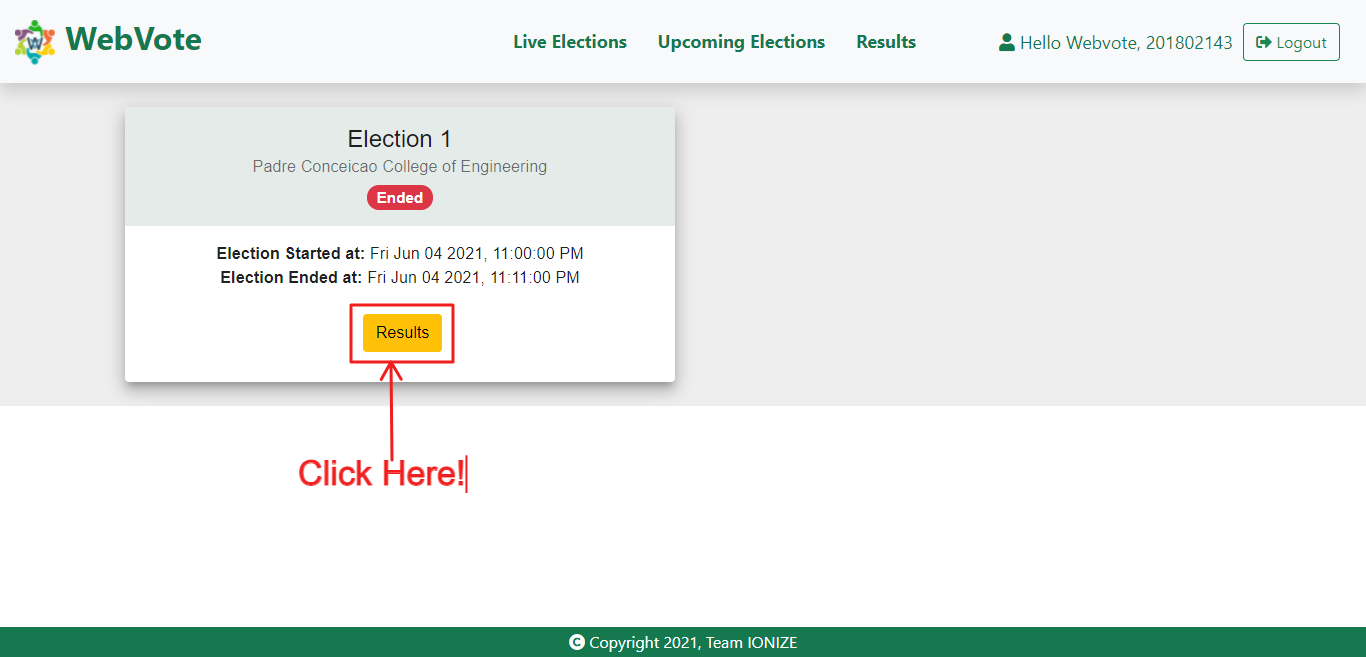 WebVote
Live Elections
Upcoming Elections
Results
Hello Webvote, 201802143
Logout
Election 1
Padre Conceicao College of Engineering
Ended
Election Started at: Fri Jun 04 2021, 11:00:00 PM
Election Ended at: Fri Jun 04 2021, 11:11:00 PM
Results
Click Here!
Copyright 2021, Team IONIZE